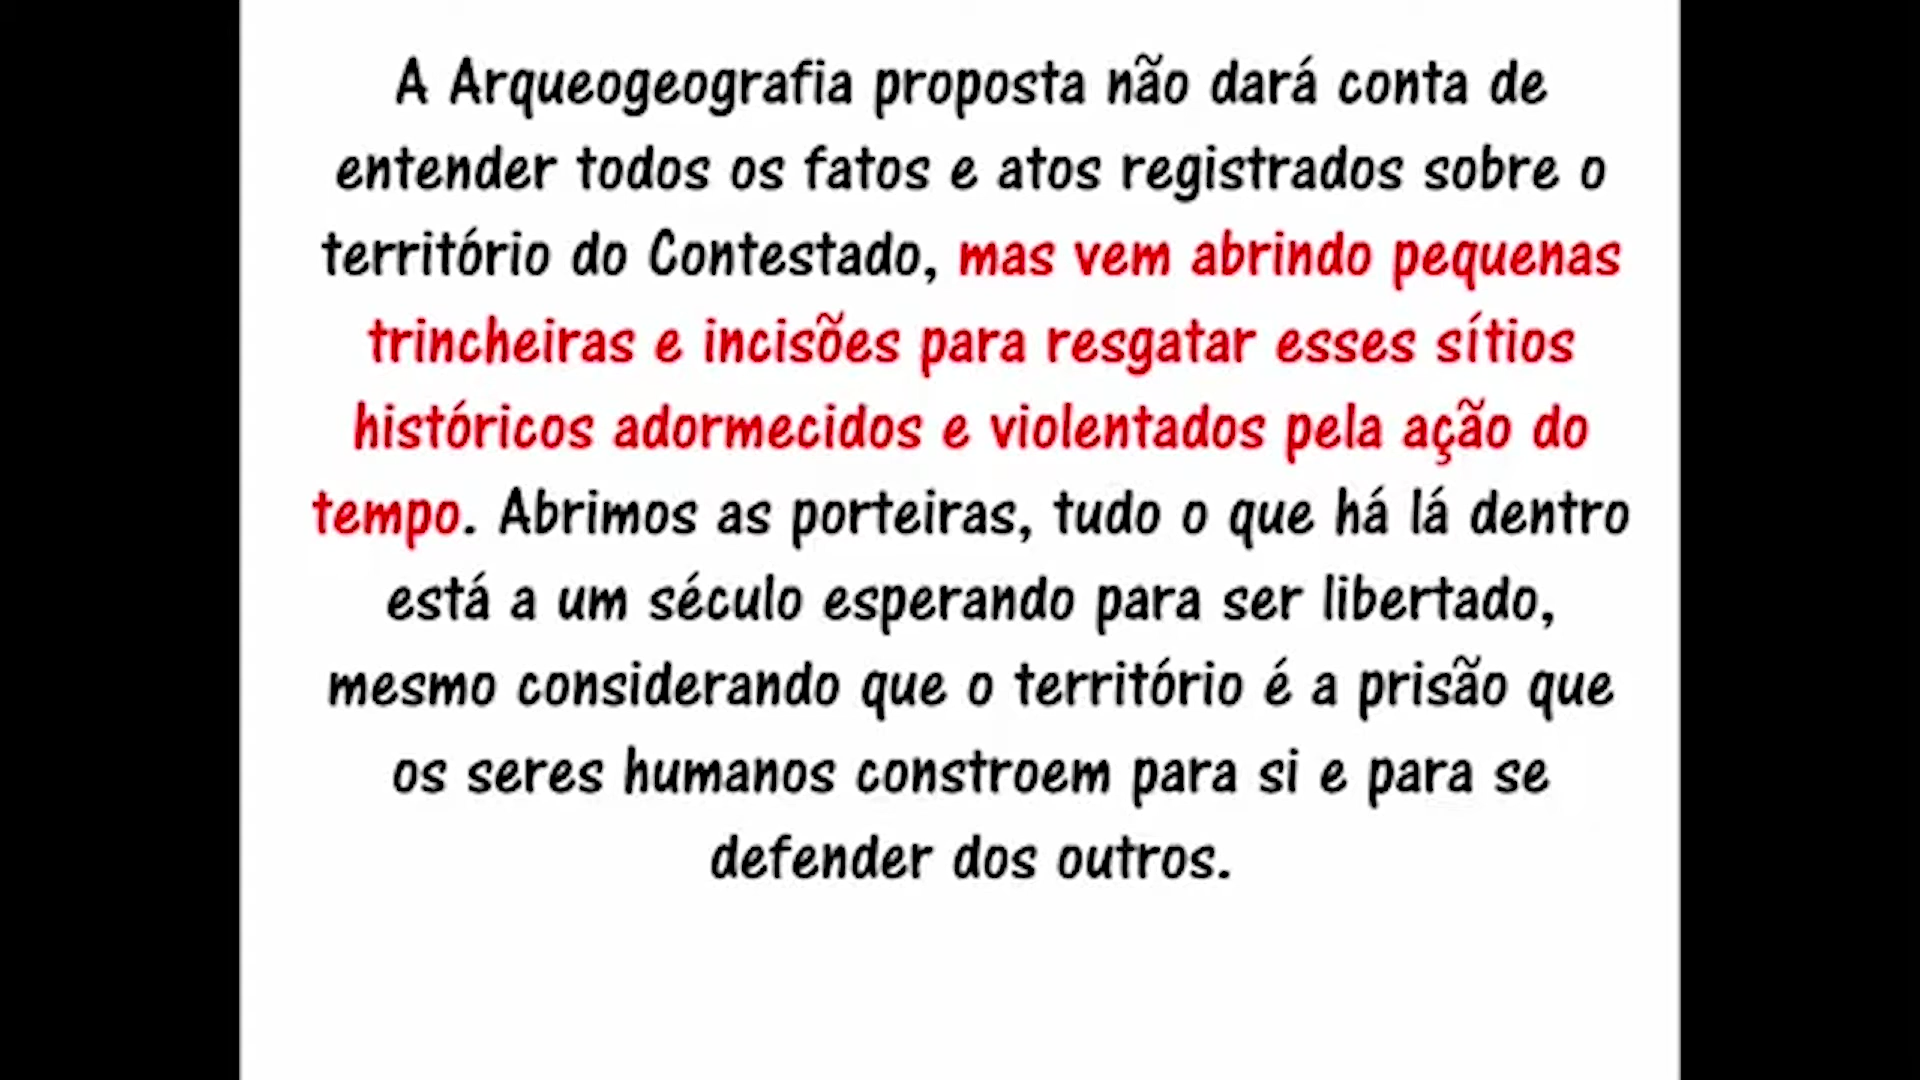 A Arqueogeografia proposta não dará conta de
entender todos os fatos e atos registrados sobre o
território do Contestado, mas vem abrindo pequenas
trincheiras e incisões para resgatar esses sítios
históricos adormecidos e violentados pela ação do
tempo. Abrimos as porteiras, tudo o que há lá dentro
está a um século esperando para ser libertado,
mesmo considerando que o território é a prisão que
os seres humanos constroem para si e para se
defender dos outros.